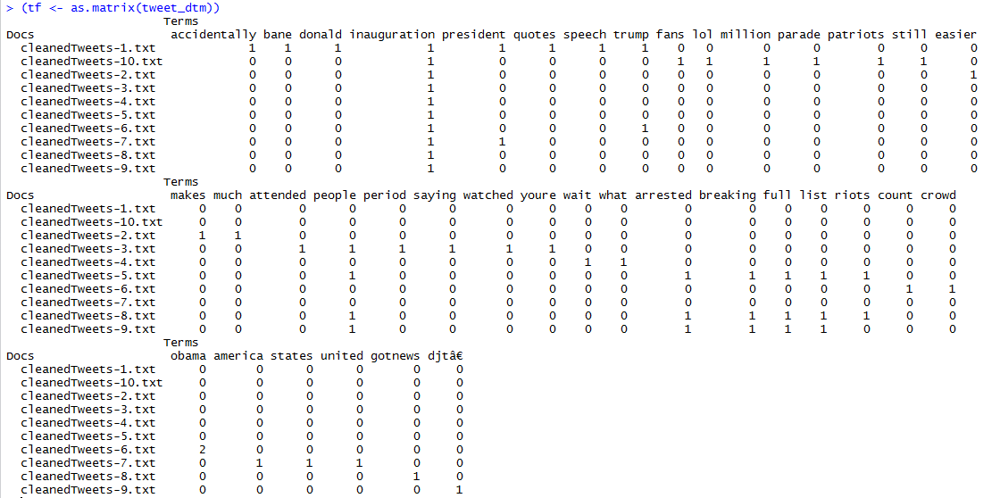 > (tf <- as.matrix(tweet_dtm))
Terms
Docs accidentally bane donald inauguration president quotes speech trump fans lol million parade patriots still easier
cleanedTweets-1.txt 1 1 1 1 1 1 1 1 0 0 0 0 0 0 0
cleanedTweets-10.txt 0 0 0 1 0 0 0 0 1 1 1 1 1 1 0
cleanedTweets-2.txt 0 0 0 1 0 0 0 0 0 0 0 0 0 0 1
cleanedTweets-3.txt 0 0 0 1 0 0 0 0 0 0 0 0 0 0 0
cleanedTweets-4.txt 0 0 0 1 0 0 0 0 0 0 0 0 0 0 0
cleanedTweets-5.txt 0 0 0 1 0 0 0 0 0 0 0 0 0 0 0
cleanedTweets-6.txt 0 0 0 1 0 0 0 1 0 0 0 0 0 0 0
cleanedTweets-7.txt 0 0 0 1 1 0 0 0 0 0 0 0 0 0 0
cleanedTweets-8.txt 0 0 0 1 0 0 0 0 0 0 0 0 0 0 0
cleanedTweets-9.txt 0 0 0 1 0 0 0 0 0 0 0 0 0 0 0
Terms
Docs makes much attended people period saying watched youre wait what arrested breaking full list riots count crowd
cleanedTweets-1.txt 0 0 0 0 0 0 0 0 0 0 0 0 0 0 0 0 0
cleanedTweets-10.txt 0 0 0 0 0 0 0 0 0 0 0 0 0 0 0 0 0
cleanedTweets-2.txt 1 1 0 0 0 0 0 0 0 0 0 0 0 0 0 0 0
cleanedTweets-3.txt 0 0 1 1 1 1 1 1 0 0 0 0 0 0 0 0 0
cleanedTweets-4.txt 0 0 0 0 0 0 0 0 1 1 0 0 0 0 0 0 0
cleanedTweets-5.txt 0 0 0 1 0 0 0 0 0 0 1 1 1 1 1 0 0
cleanedTweets-6.txt 0 0 0 0 0 0 0 0 0 0 0 0 0 0 0 1 1
cleanedTweets-7.txt 0 0 0 0 0 0 0 0 0 0 0 0 0 0 0 0 0
cleanedTweets-8.txt 0 0 0 1 0 0 0 0 0 0 1 1 1 1 1 0 0
cleanedTweets-9.txt 0 0 0 1 0 0 0 0 0 0 1 1 1 1 0 0 0
Terms
Docs obama america states united gotnews djtâ€
cleanedTweets-1.txt 0 0 0 0 0 0
cleanedTweets-10.txt 0 0 0 0 0 0
cleanedTweets-2.txt 0 0 0 0 0 0
cleanedTweets-3.txt 0 0 0 0 0 0
cleanedTweets-4.txt 0 0 0 0 0 0
cleanedTweets-5.txt 0 0 0 0 0 0
cleanedTweets-6.txt 2 0 0 0 0 0
cleanedTweets-7.txt 0 1 1 1 0 0
cleanedTweets-8.txt 0 0 0 0 1 0
cleanedTweets-9.txt 0 0 0 0 0 1